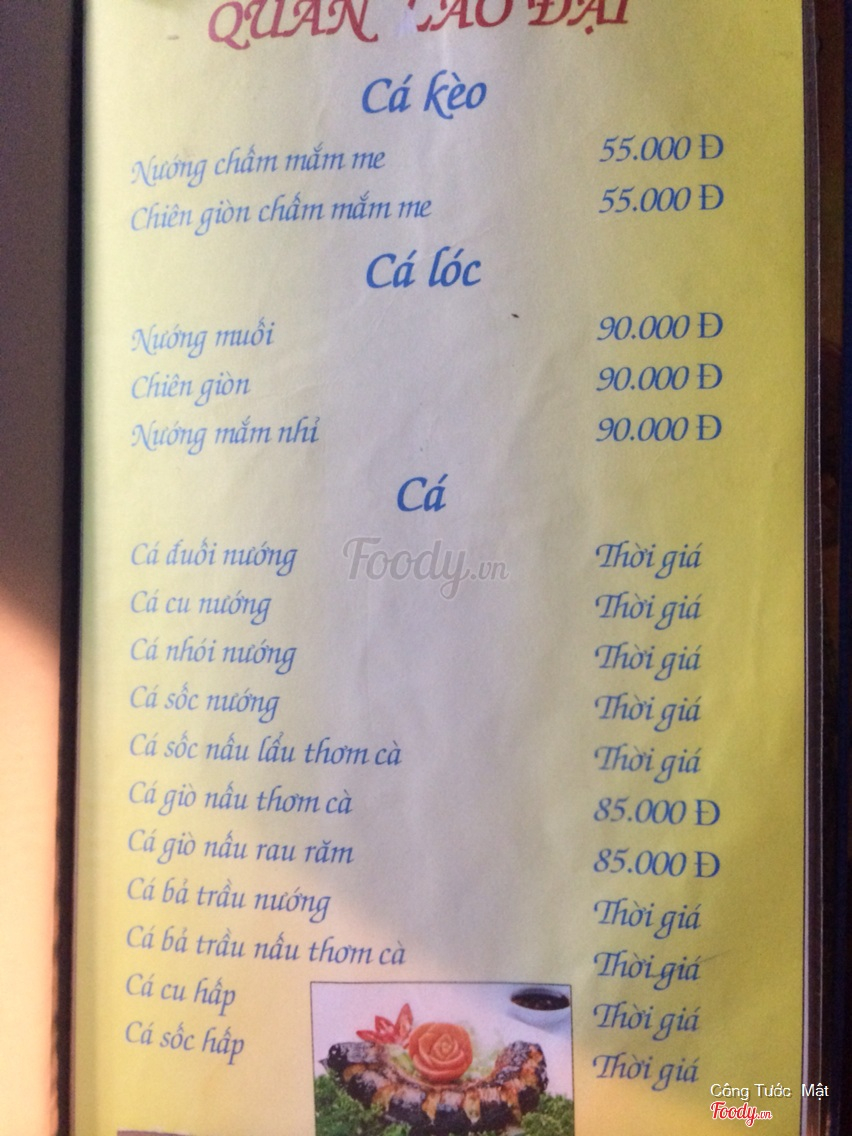 QUÁN LÃO ĐẠI
Cá kèo
Nướng chấm mắm me 55.000 Đ
Chiên giòn chấm mắm me 55.000 Đ
Cá lóc
Nướng muối 90.000 Đ
Chiên giòn 90.000 Đ
Nướng mắm nhỉ 90.000 Đ
Cá
Cá đuối nướng Thời giá
Cá cu nướng Thời giá
Cá nhói nướng Thời giá
Cá sốc nướng Thời giá
Cá sốc nấu lẩu thơm cà Thời giá
Cá giò nấu thơm cà 85.000 Đ
Cá giò nấu rau răm 85.000 Đ
Cá bả trầu nướng Thời giá
Cá bả trầu nấu thơm cà Thời giá
Cá cu hấp Thời giá
Cá sốc hấp Thời giá
Foody.vn
Công Tước Mật
Foody.vn